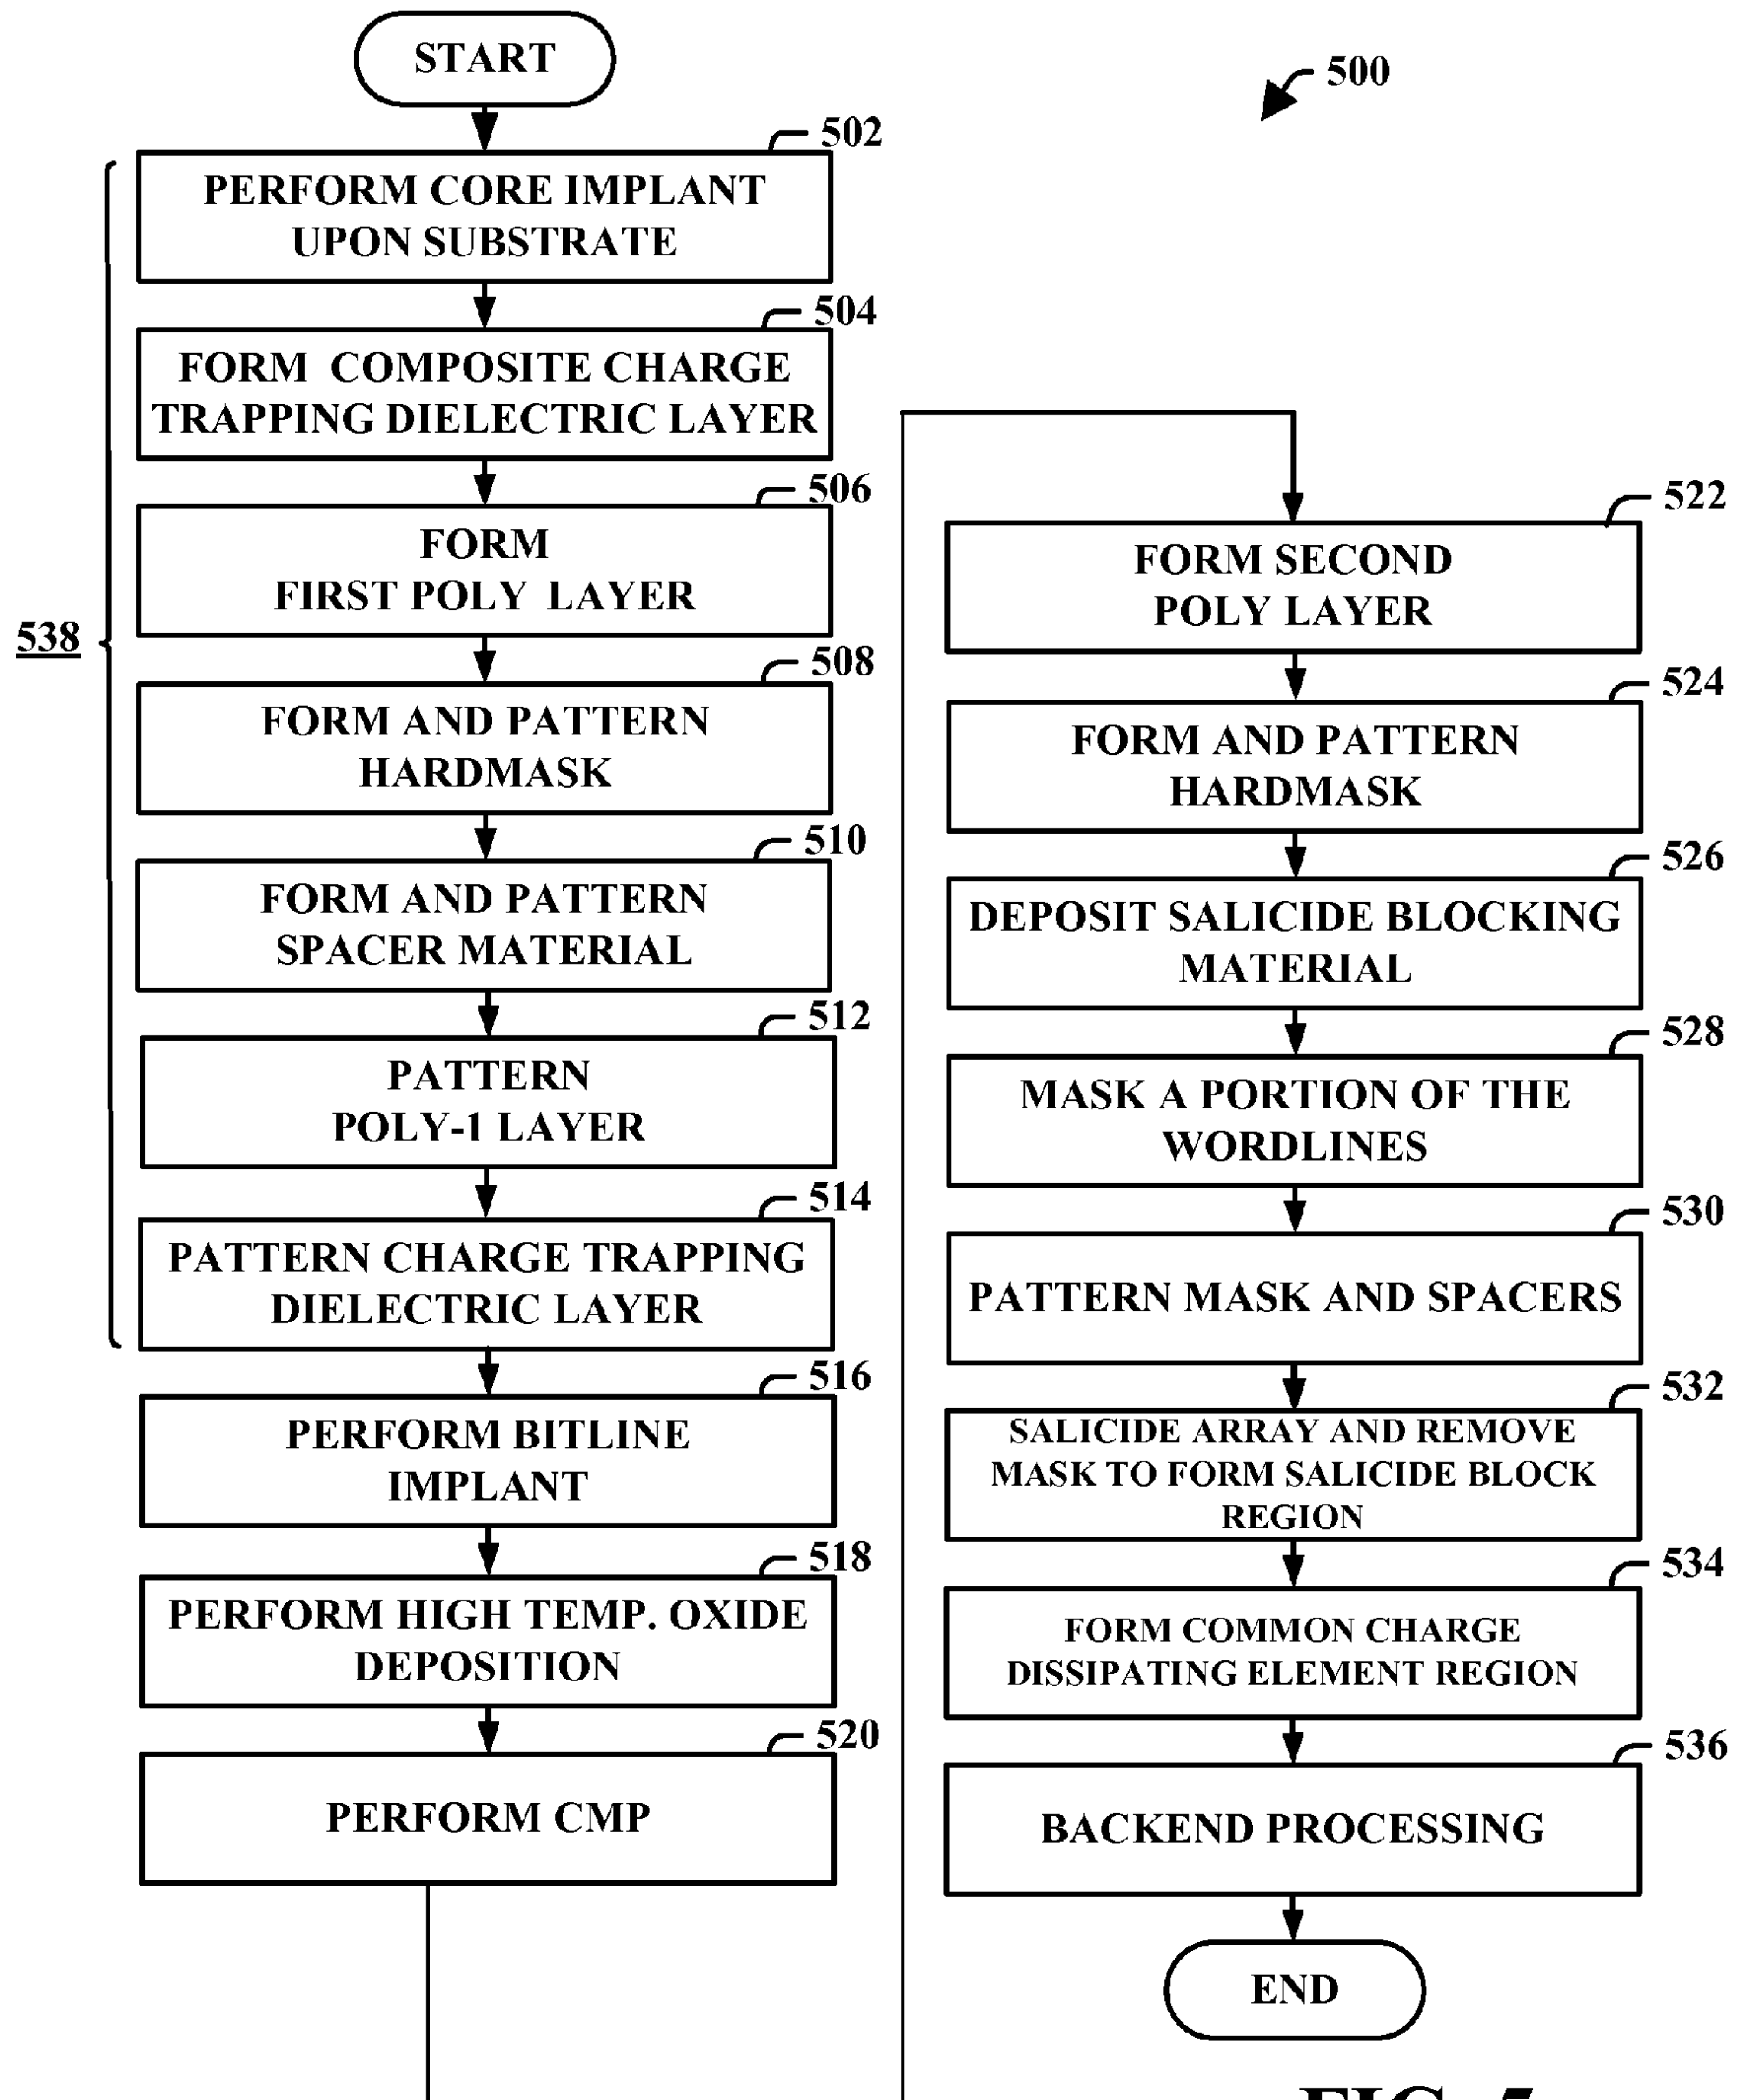 START
500
502
PERFORM CORE IMPLANT
UPON SUBSTRATE
504
FORM COMPOSITE CHARGE
TRAPPING DIELECTRIC LAYER
506
FORM
FIRST POLY LAYER
538
508
FORM AND PATTERN
HARDMASK
510
FORM AND PATTERN
SPACER MATERIAL
512
PATTERN
POLY-1 LAYER
514
PATTERN CHARGE TRAPPING
DIELECTRIC LAYER
516
PERFORM BITLINE
IMPLANT
518
PERFORM HIGH TEMP. OXIDE
DEPOSITION
520
PERFORM CMP
522
FORM SECOND
POLY LAYER
524
FORM AND PATTERN
HARDMASK
526
DEPOSIT SALICIDE BLOCKING
MATERIAL
528
MASK A PORTION OF THE
WORDLINES
530
PATTERN MASK AND SPACERS
532
SALICIDE ARRAY AND REMOVE
MASK TO FORM SALICIDE BLOCK
REGION
534
FORM COMMON CHARGE
DISSIPATING ELEMENT REGION
536
BACKEND PROCESSING
END